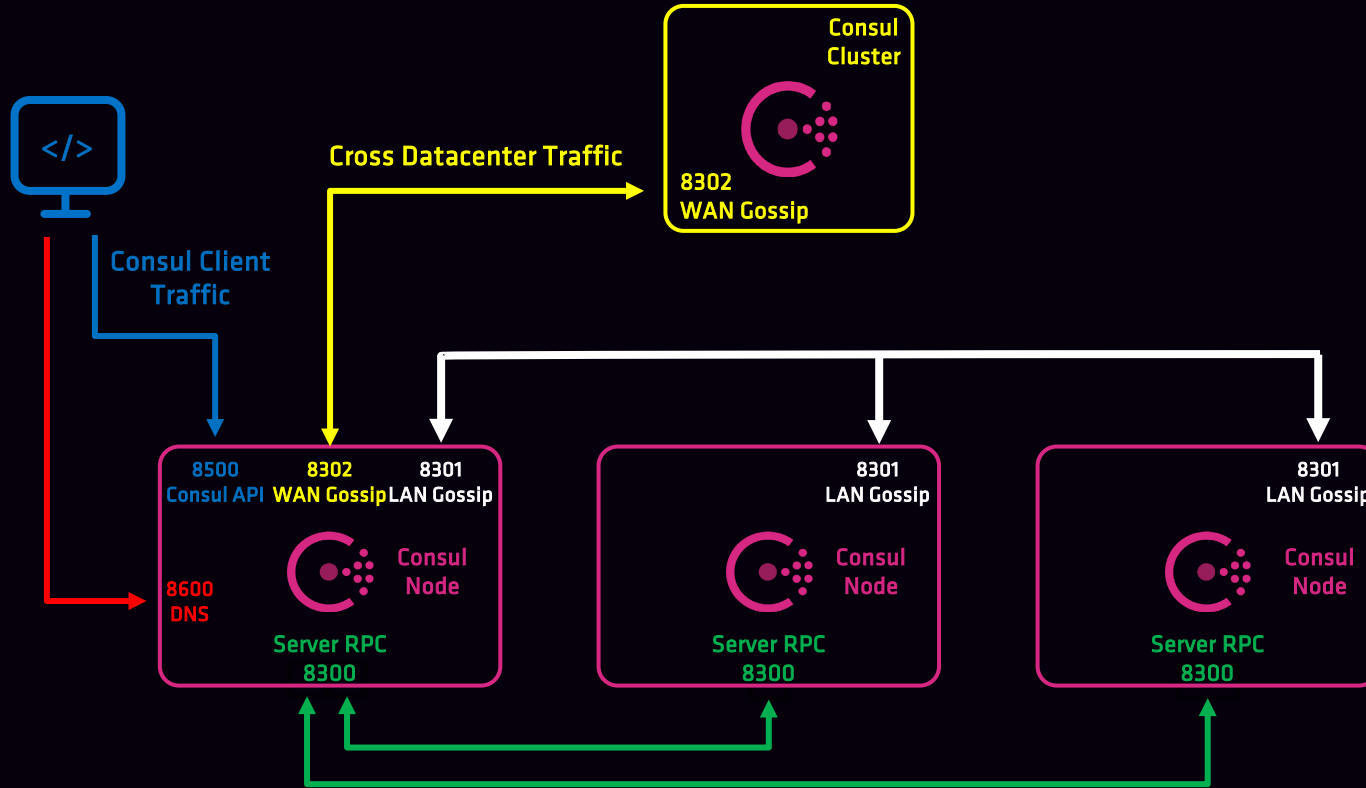 Consul
Cluster
</>
Cross Datacenter Traffic
8302
WAN Gossip
Consul Client
Traffic
8500
Consul API
8302
WAN Gossip
8301
LAN Gossip
8301
LAN Gossip
8301
LAN Gossip
Consul
Node
Consul
Node
Consul
Node
8600
DNS
Server RPC
8300
Server RPC
8300
Server RPC
8300